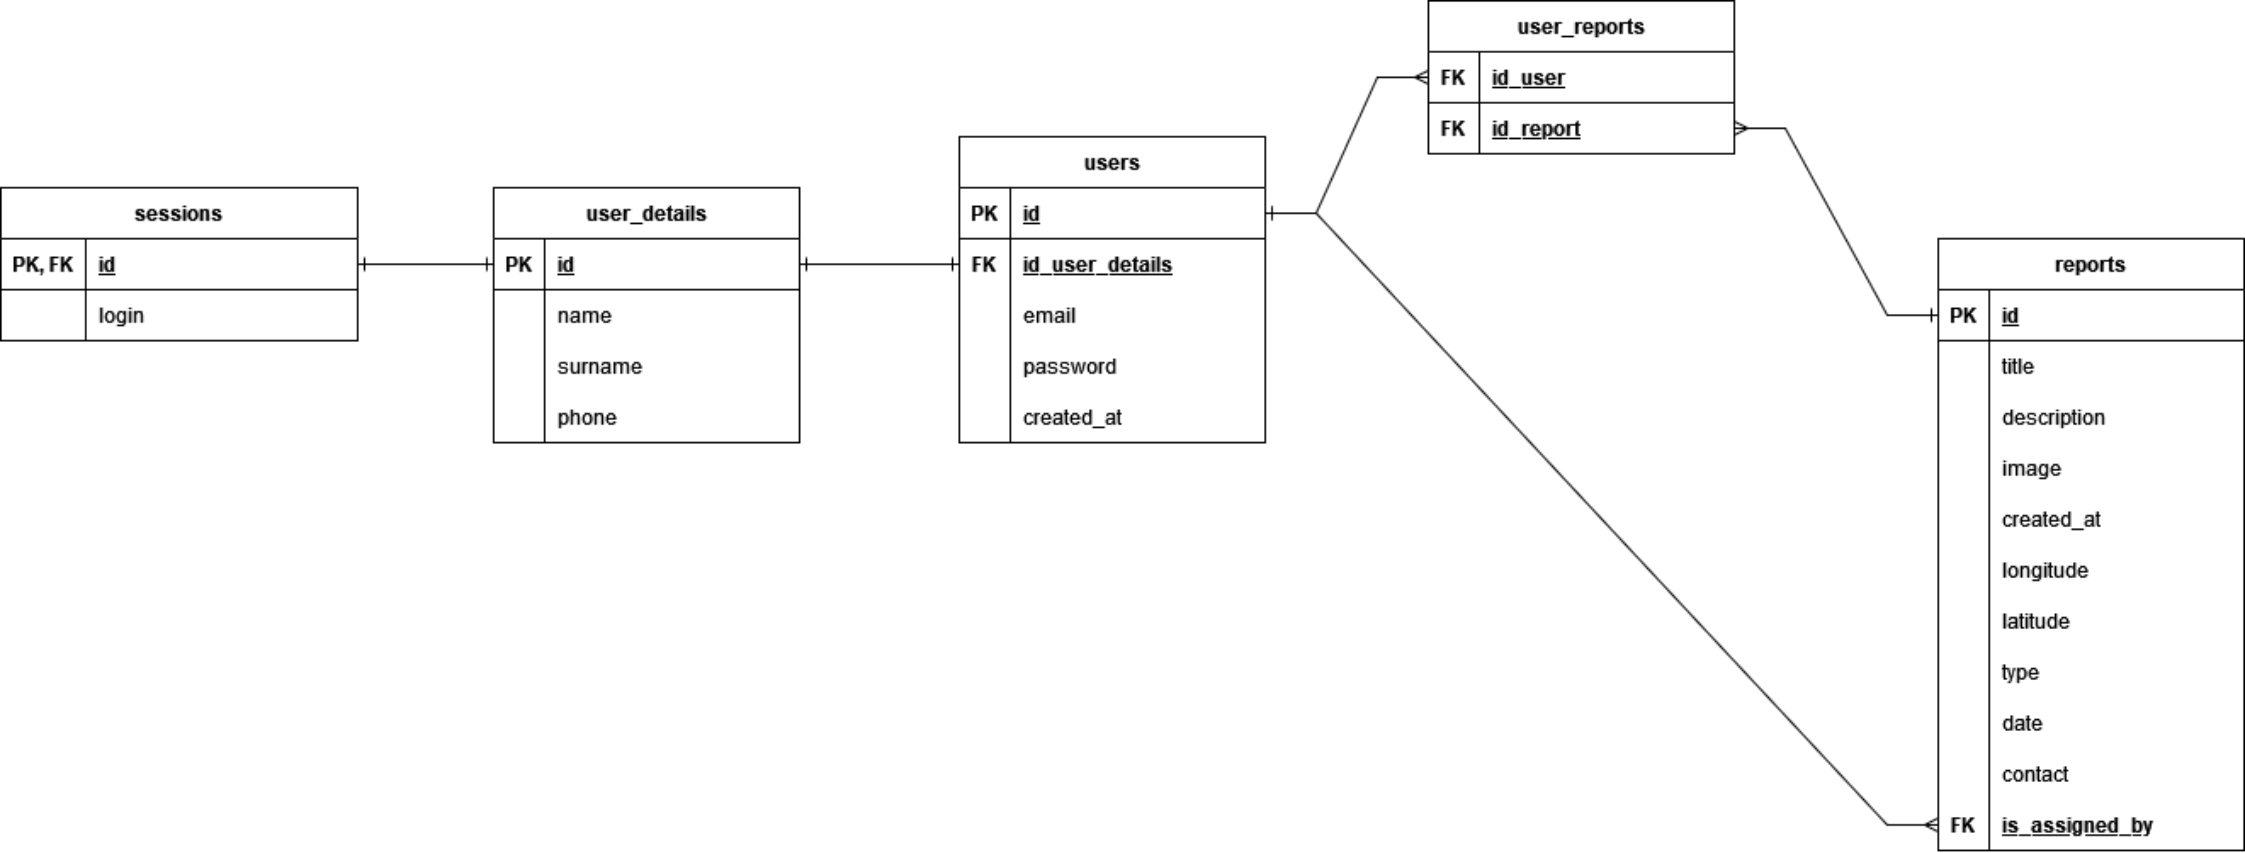 sessions
PK, FK id
login
user_details
PK id
name
surname
phone
users
PK id
FK id_user_details
email
password
created_at
user_reports
FK id_user
FK id_report
reports
PK id
title
description
image
created_at
longitude
latitude
type
date
contact
FK is_assigned_by